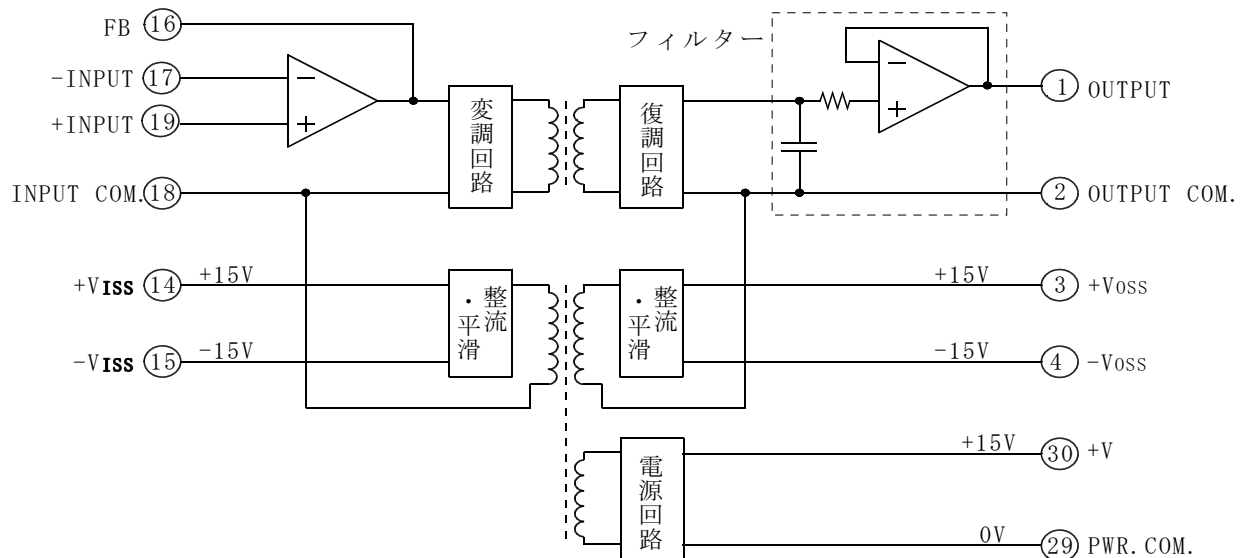 FB 16
フィルター
-INPUT 17
+INPUT 19
− +
変調回路
復調回路
− +
1 OUTPUT
INPUT COM. 18
2 OUTPUT COM.
+VISS 14 +15V
整流・平滑
整流・平滑
+15V 3 +VOSS
-VISS 15 -15V
-15V 4 -VOSS
電源回路
+15V 30 +V
0V 29 PWR.COM.